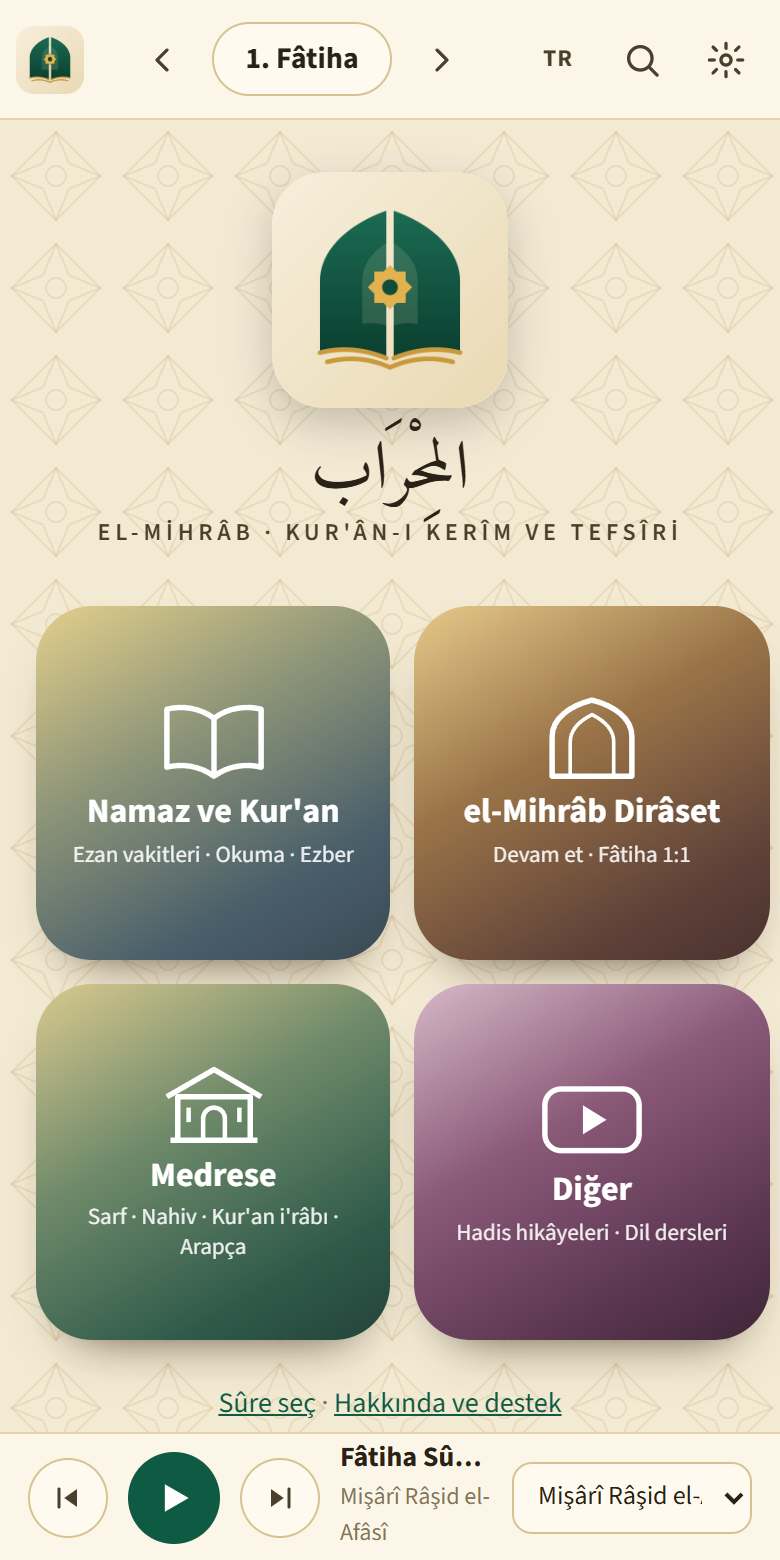 1. Fâtiha
TR
الْمِحْرَاب
EL-MİHRÂB · KUR'ÂN-I KERÎM VE TEFSÎRİ
Namaz ve Kur'an
Ezan vakitleri · Okuma · Ezber
el-Mihrâb Dirâset
Devam et · Fâtiha 1:1
Medrese
Sarf · Nahiv · Kur'an i'râbı ·
Arapça
Diğer
Hadis hikâyeleri · Dil dersleri
Sûre seç · Hakkında ve destek
Fâtiha Sû...
Mişârî Râşid el-
Afâsî
Mişârî Râşid el-